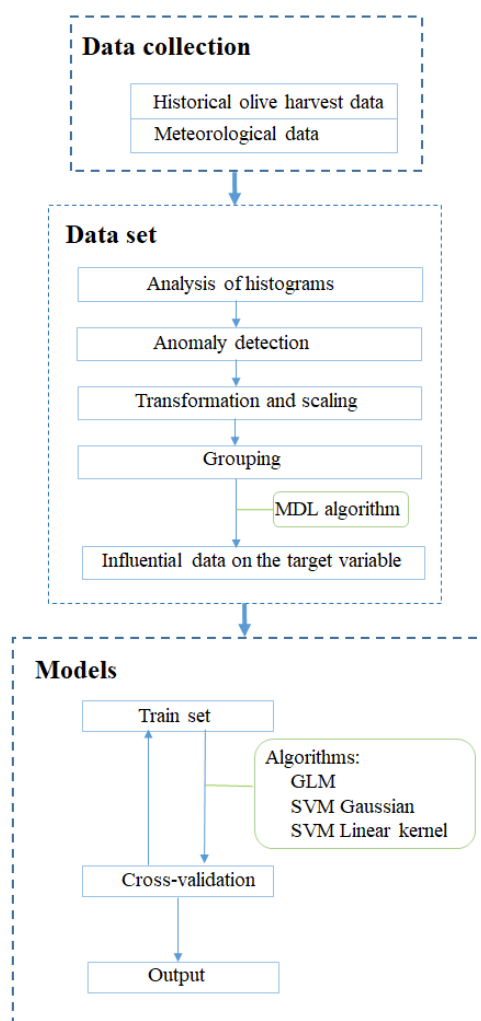 Data collection
Historical olive harvest data
Meteorological data
Data set
Analysis of histograms
Anomaly detection
Transformation and scaling
Grouping
MDL algorithm
Influential data on the target variable
Models
Train set
Algorithms:
GLM
SVM Gaussian
SVM Linear kernel
Cross-validation
Output